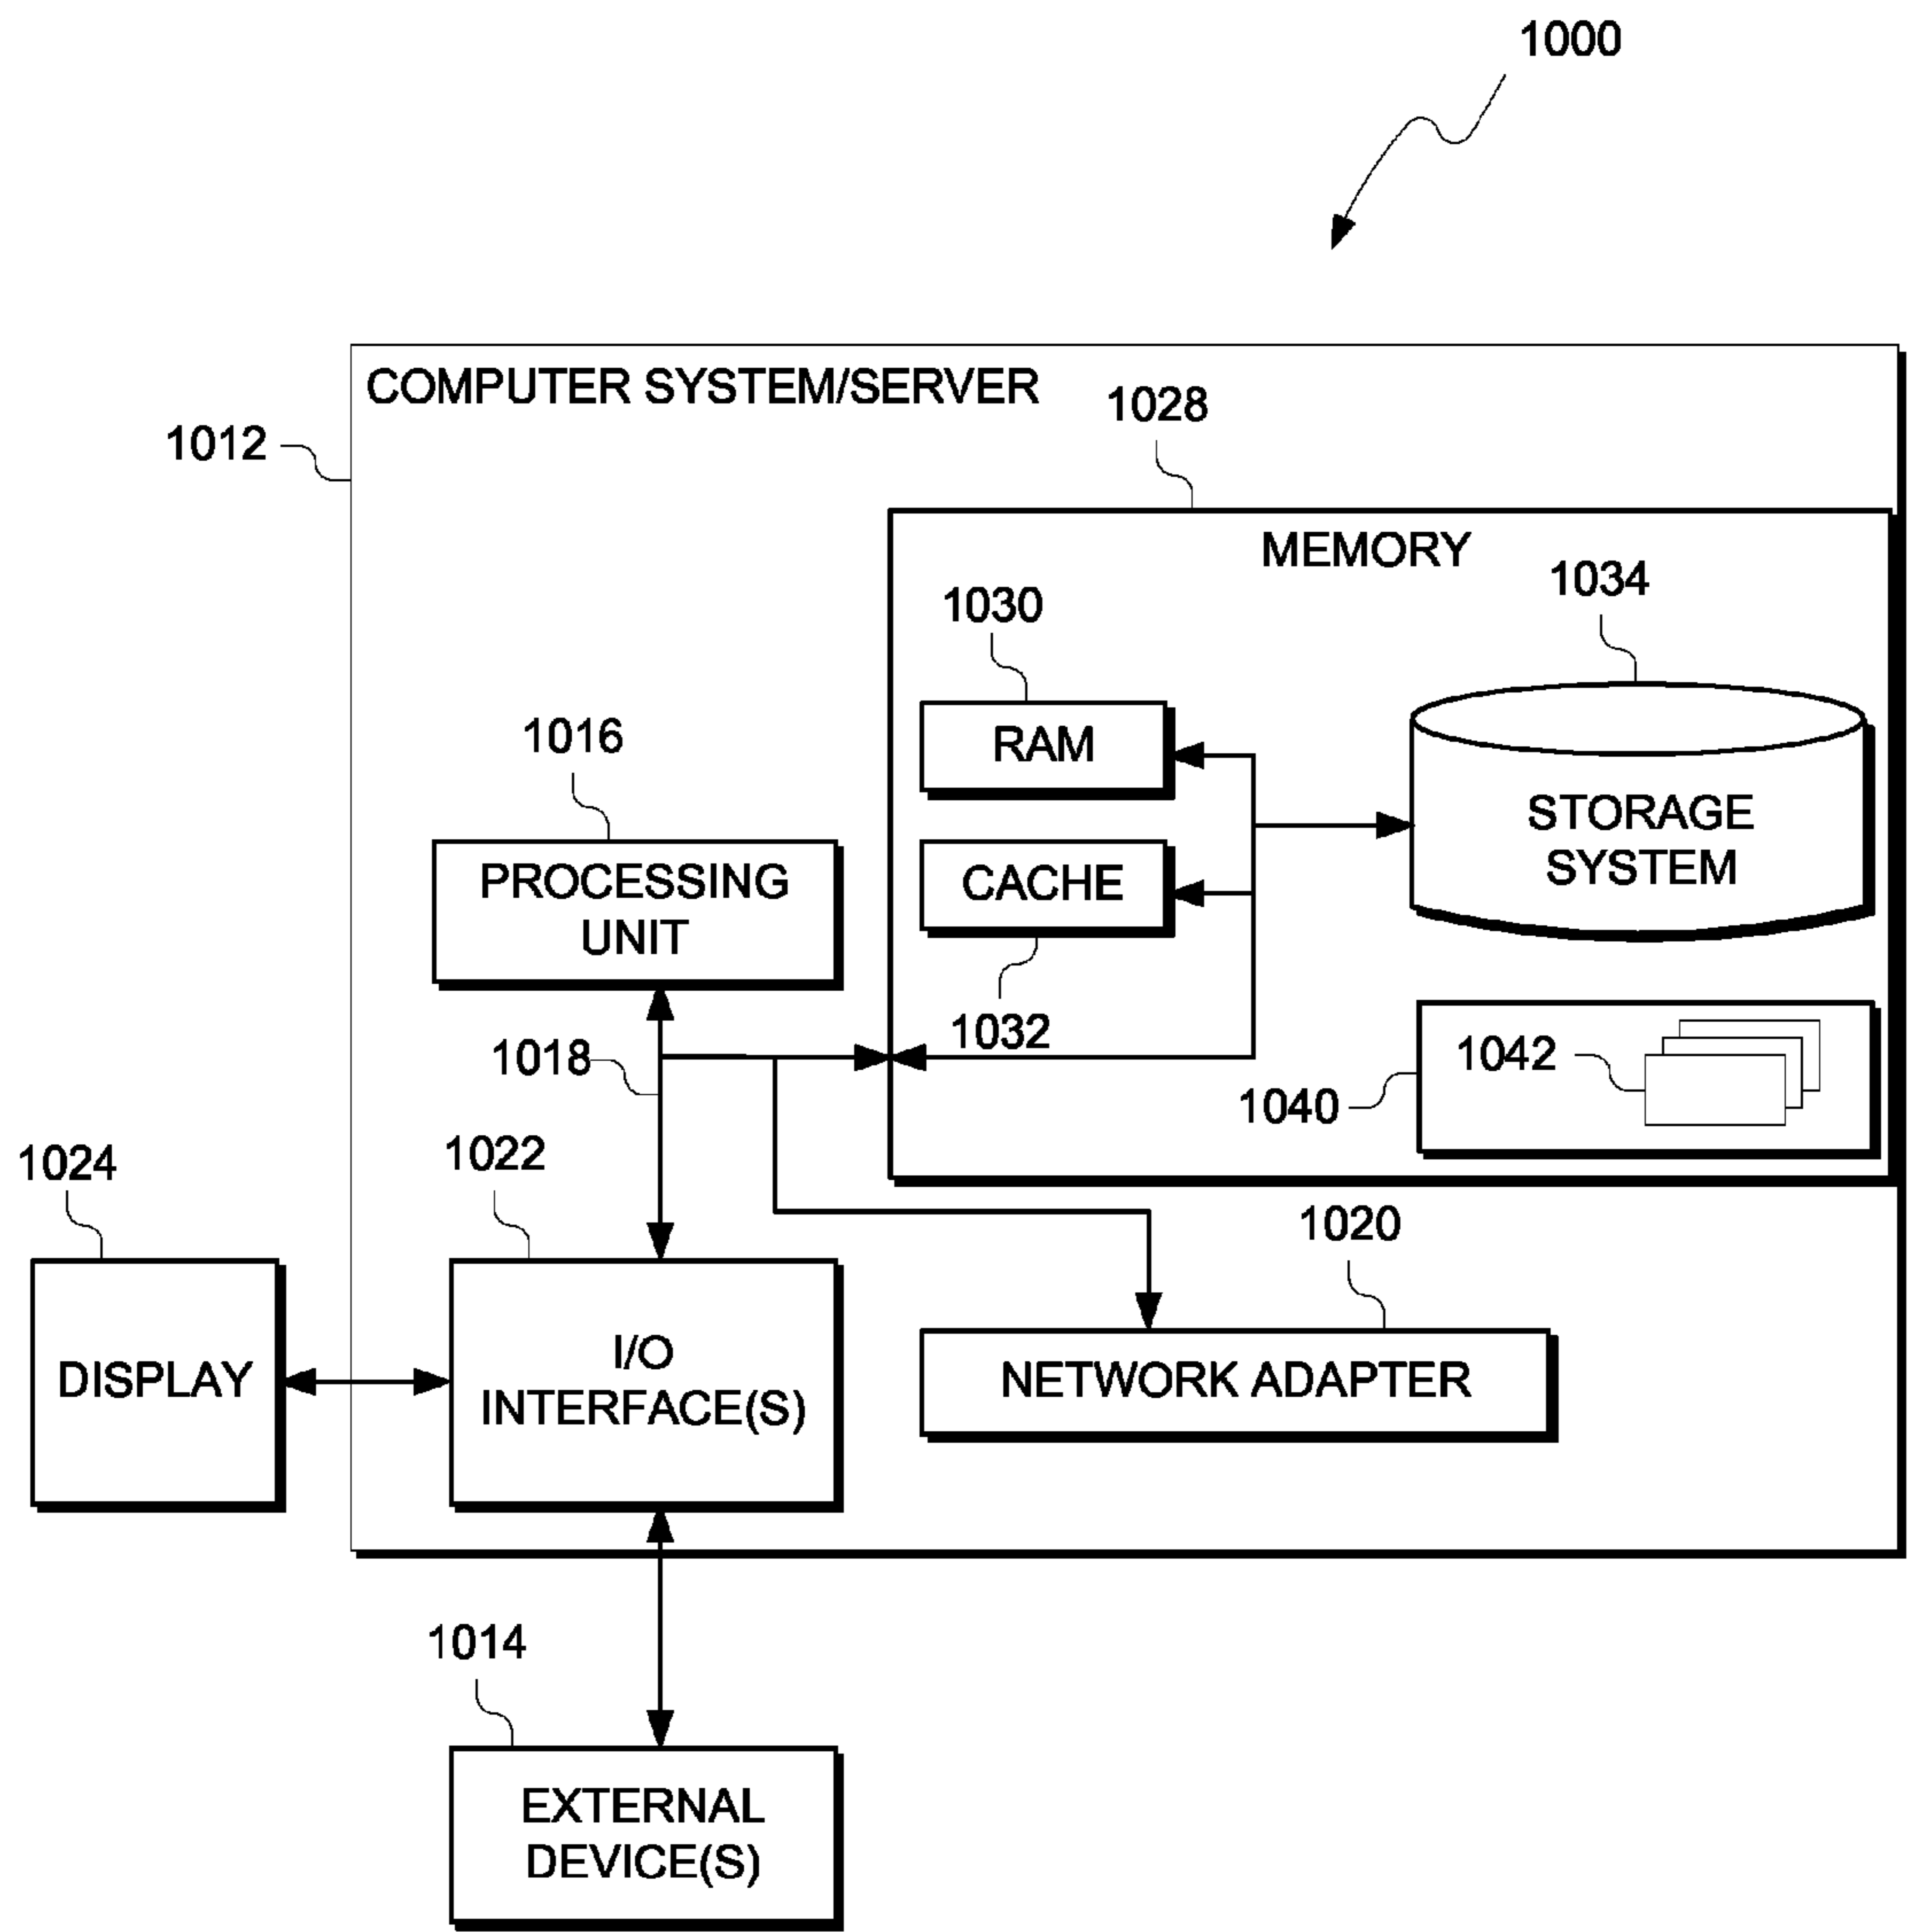 1000
COMPUTER SYSTEM/SERVER
1012
1028
MEMORY
1030
1034
RAM
1016
STORAGE
SYSTEM
CACHE
PROCESSING
UNIT
1032
1018
1042
1040
1024
1022
1020
DISPLAY
I/O
INTERFACE(S)
NETWORK ADAPTER
1014
EXTERNAL
DEVICE(S)